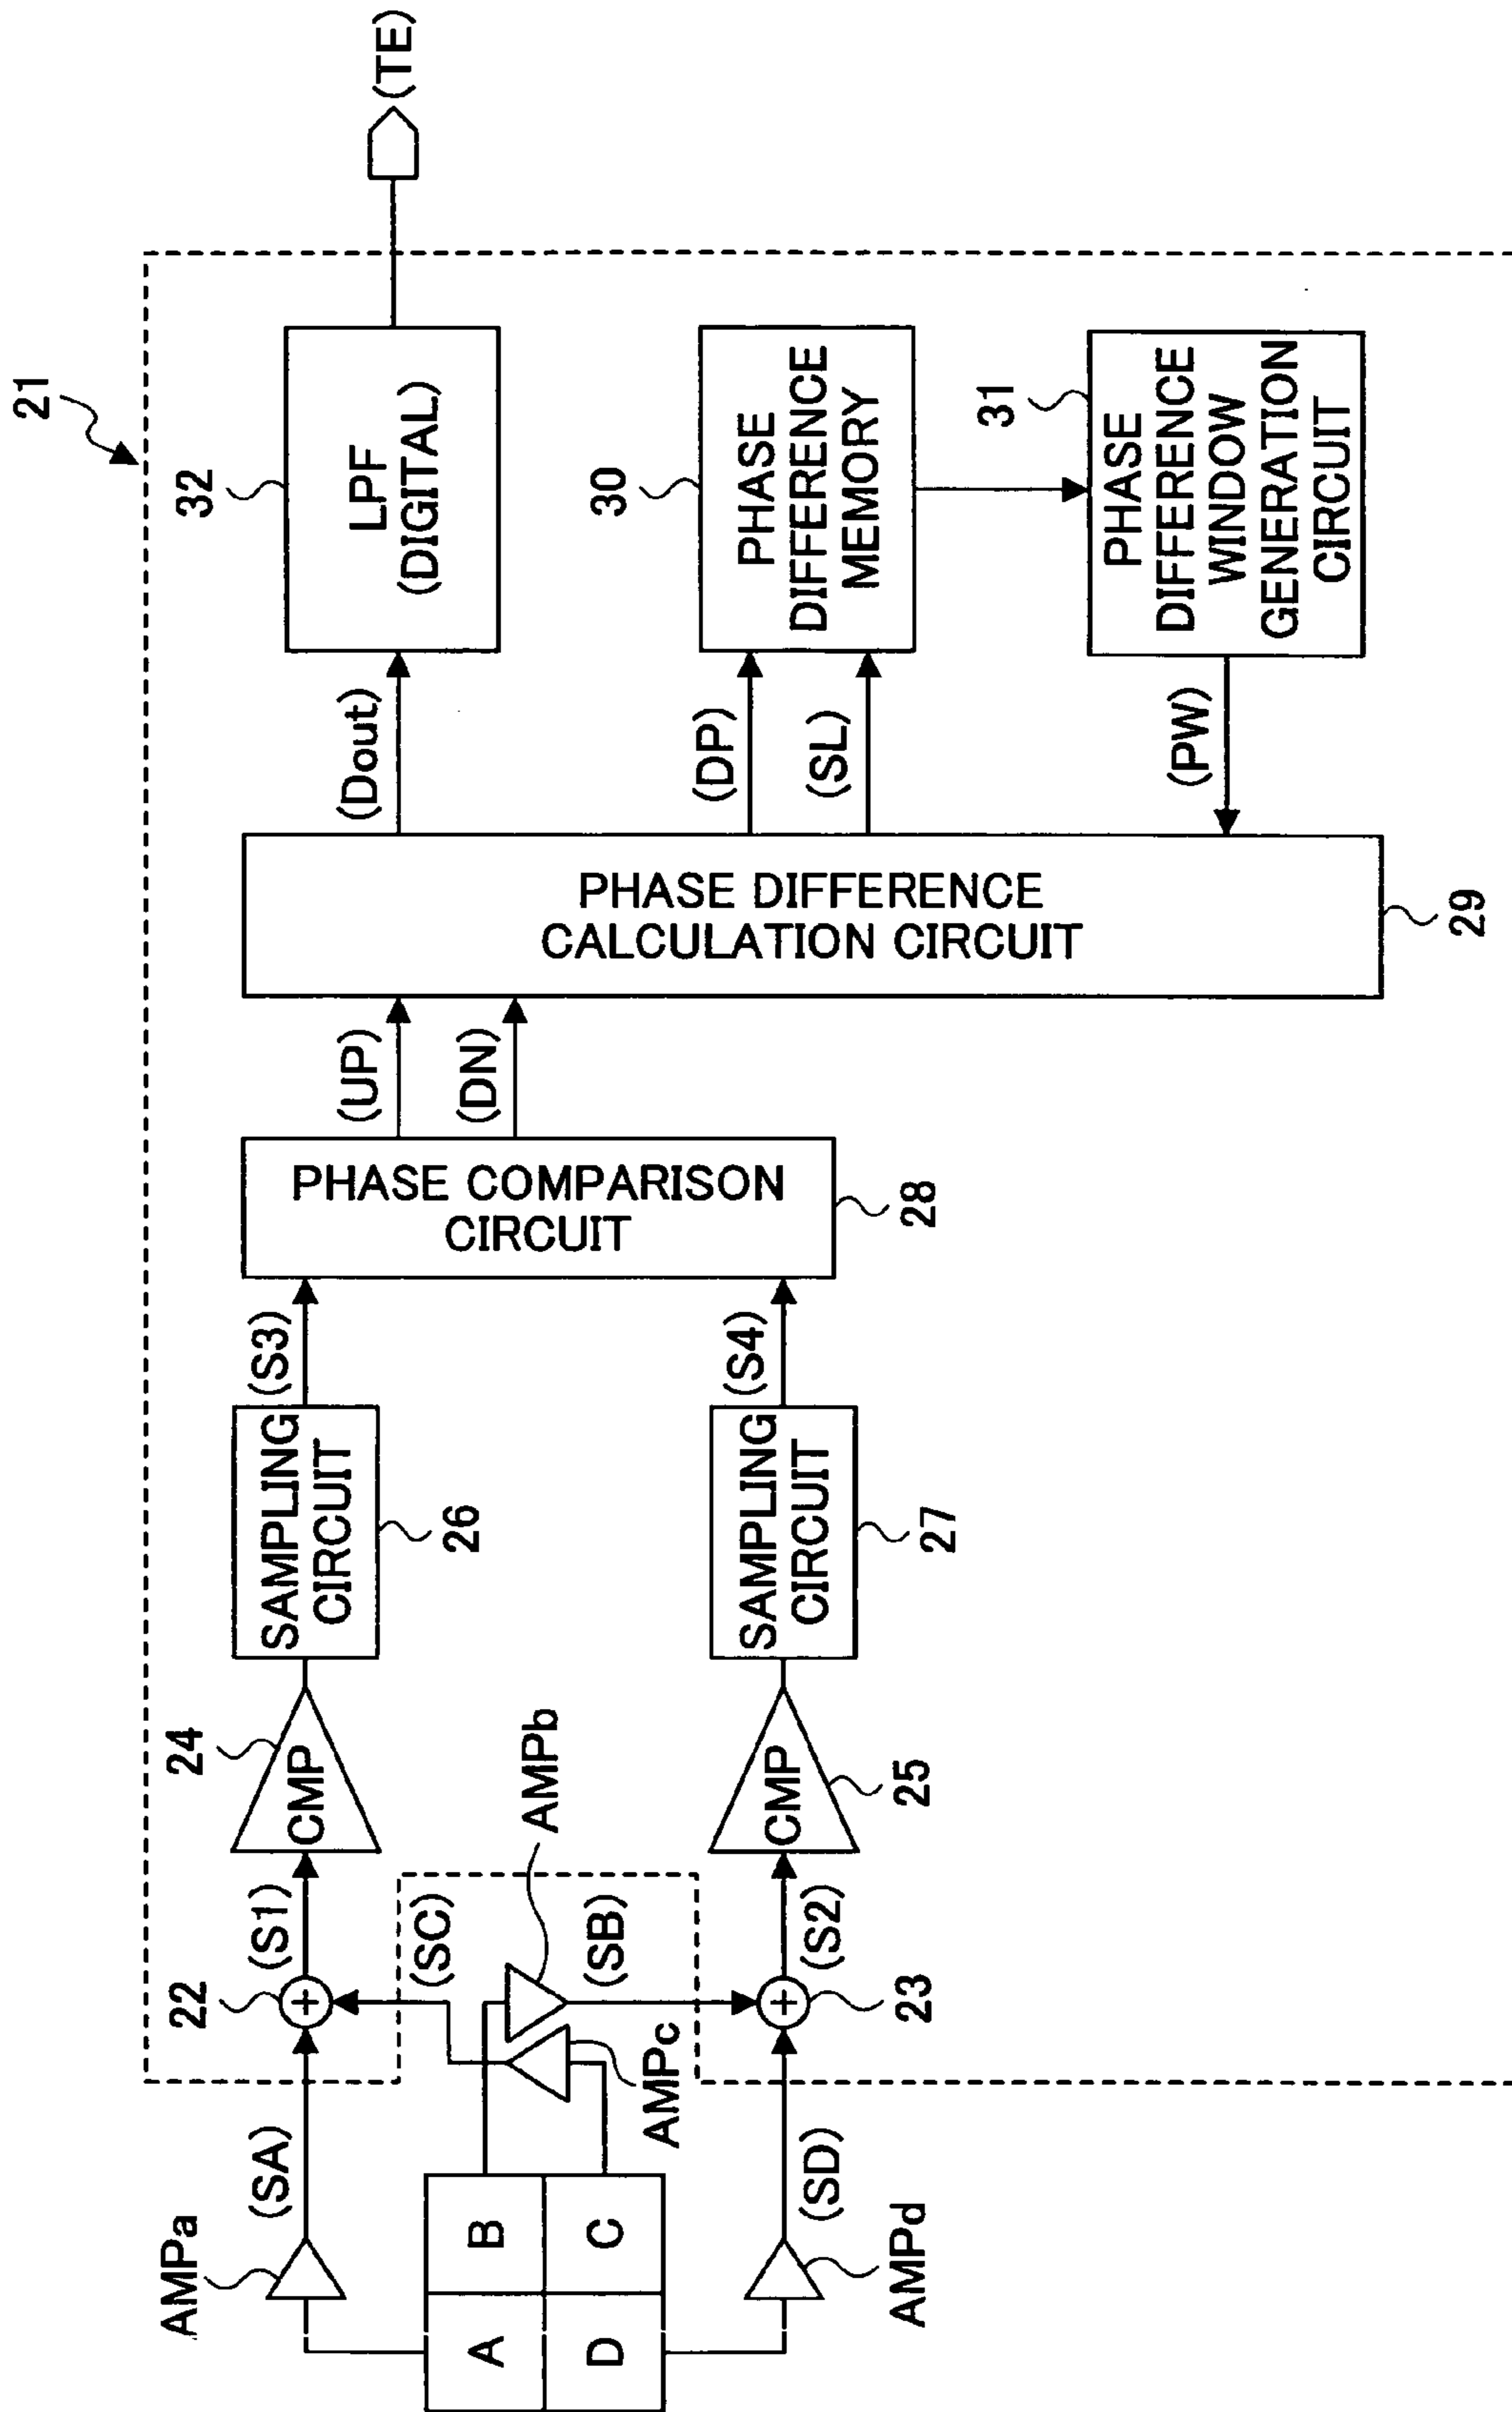 21
AMPa
(SA)
22
(S1)
24
CMP
SAMPLING
CIRCUIT
26
(S3)
PHASE COMPARISON
CIRCUIT
28
(UP)
(DN)
PHASE DIFFERENCE
CALCULATION CIRCUIT
29
(Dout)
32
LPF
(DIGITAL)
(TE)
(DP)
(SL)
30
PHASE
DIFFERENCE
MEMORY
31
PHASE
DIFFERENCE
WINDOW
GENERATION
CIRCUIT
(PW)
A
B
D
C
AMPc
(SC)
AMPb
(SB)
AMPd
(SD)
23
(S2)
25
CMP
SAMPLING
CIRCUIT
27
(S4)